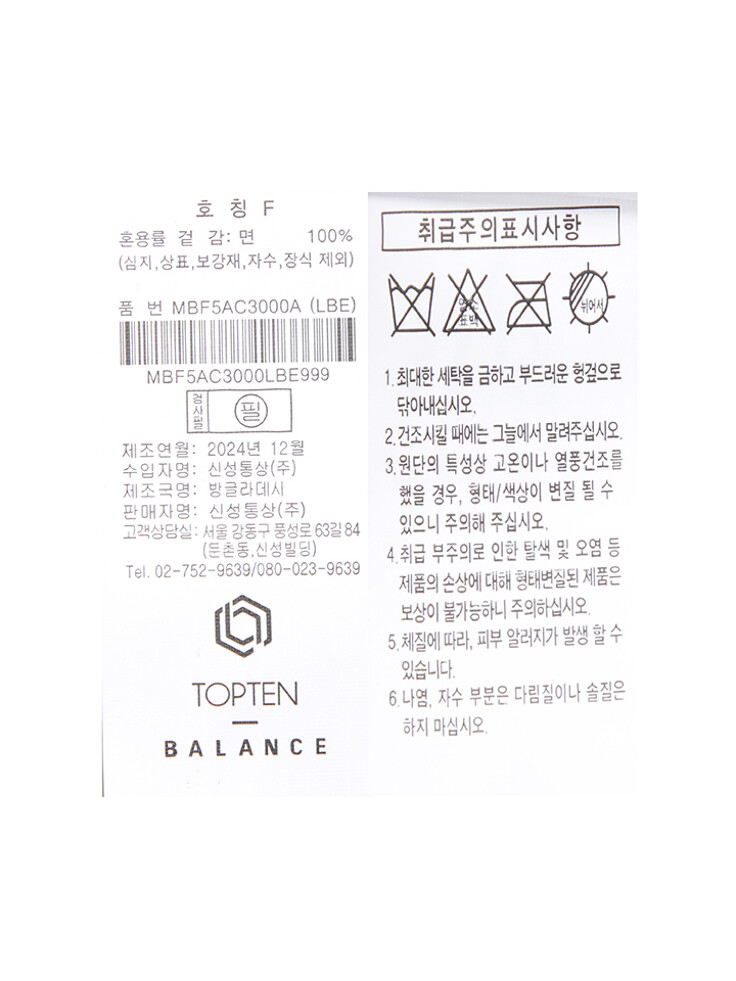 호 칭 F
혼용률 겉 감: 면 100%
(심지,상표,보강재,자수,장식 제외)
품 번 MBF5AC3000A (LBE)
MBF5AC3000LBE999
검사필 필
제조연월: 2024년 12월
수입자명: 신성통상(주)
제조국명: 방글라데시
판매자명: 신성통상(주)
고객상담실: 서울 강동구 풍성로 63길 84
(둔촌동,신성빌딩)
Tel. 02-752-9639/080-023-9639
TOPTEN
BALANCE
취급주의표시사항
염소
표백
뉘어서
1. 최대한 세탁을 금하고 부드러운 헝겊으로
닦아내십시오.
2. 건조시킬 때에는 그늘에서 말려주십시오.
3. 원단의 특성상 고온이나 열풍건조를
했을 경우, 형태/색상이 변질 될 수
있으니 주의해 주십시오.
4. 취급 부주의로 인한 탈색 및 오염 등
제품의 손상에 대해 형태변질된 제품은
보상이 불가능하니 주의하십시오.
5. 체질에 따라, 피부 알러지가 발생 할 수
있습니다.
6. 나염, 자수 부분은 다림질이나 솔질은
하지 마십시오.